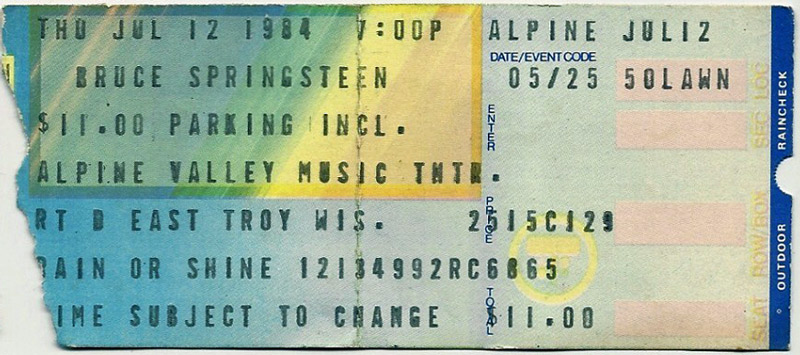 THU JUL 12 1984 7:00P ALPINE JUL12
DATE/EVENT CODE
BRUCE SPRINGSTEEN 05/25 50LAWN
$11.00 PARKING INCL.
ENTER
ALPINE VALLEY MUSIC THTR.
RT D EAST TROY WIS. 2515C129
PRICE
RAIN OR SHINE 12134992RC6865
TIME SUBJECT TO CHANGE $11.00
TOTAL
SEC LOC
ROW/BOX
SEAT
RAINCHECK
OUTDOOR